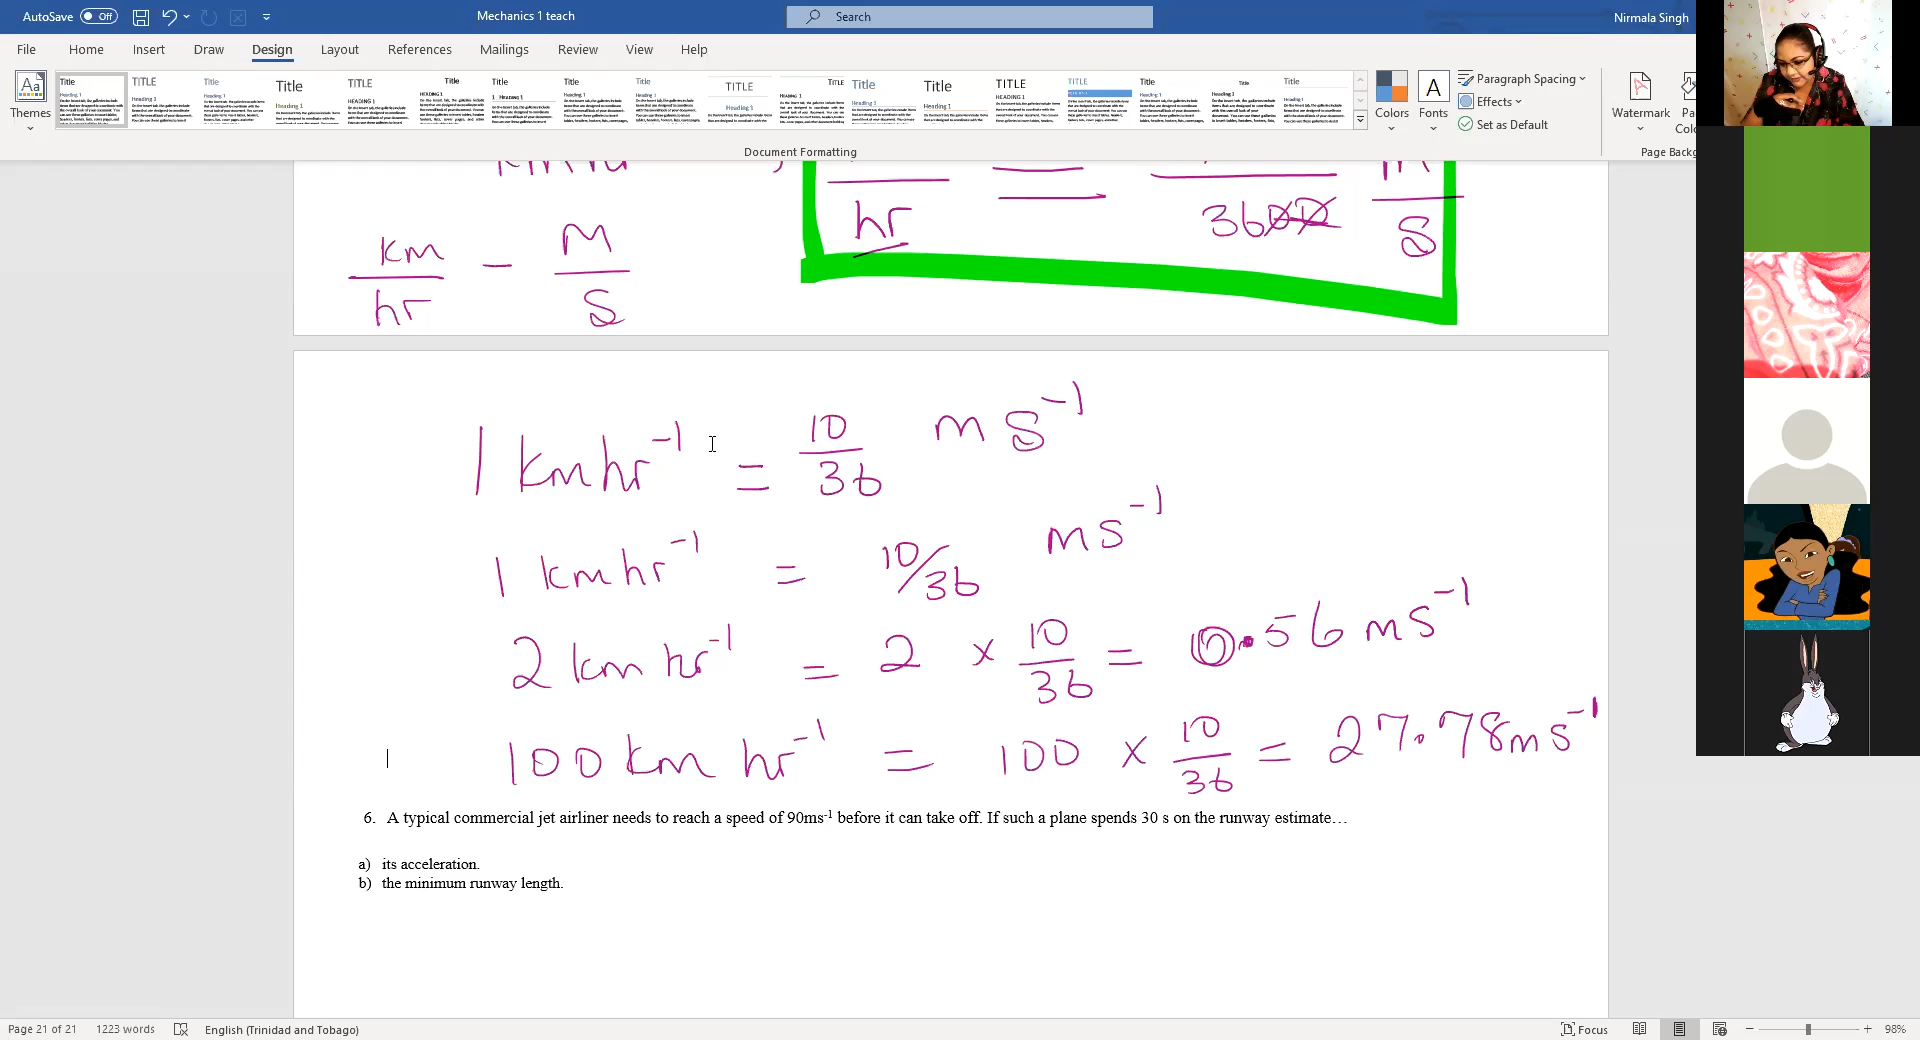 AutoSave Off
Mechanics 1 teach
Search
Nirmala Singh
File Home Insert Draw Design Layout References Mailings Review View Help
Themes
Colors
Fonts
Paragraph Spacing
Effects
Set as Default
Watermark
Document Formatting
Page Backg
hr
3600
m
s
km
hr
- m
s
1 km hr⁻¹ = 10/36 m s⁻¹
1 km hr⁻¹ = 10/36 ms⁻¹
2 km hr⁻¹ = 2 × 10/36 = 0.56 ms⁻¹
100 km hr⁻¹ = 100 × 10/36 = 27.78 ms⁻¹
6. A typical commercial jet airliner needs to reach a speed of 90ms⁻¹ before it can take off. If such a plane spends 30 s on the runway estimate…
a) its acceleration.
b) the minimum runway length.
Page 21 of 21 1223 words English (Trinidad and Tobago) Focus 98%